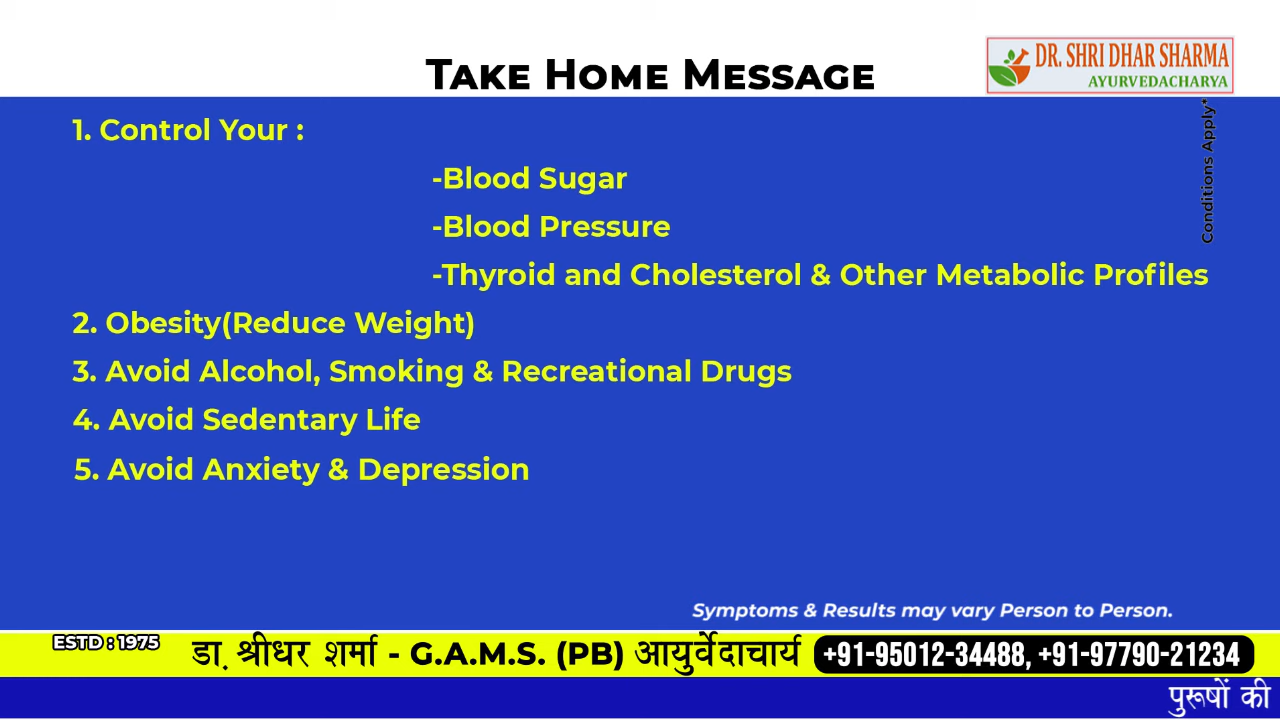 TAKE HOME MESSAGE
DR. SHRI DHAR SHARMA
AYURVEDACHARYA
Conditions Apply*
1. Control Your :
-Blood Sugar
-Blood Pressure
-Thyroid and Cholesterol & Other Metabolic Profiles
2. Obesity(Reduce Weight)
3. Avoid Alcohol, Smoking & Recreational Drugs
4. Avoid Sedentary Life
5. Avoid Anxiety & Depression
Symptoms & Results may vary Person to Person.
ESTD : 1975
डा. श्रीधर शर्मा - G.A.M.S. (PB) आयुर्वेदाचार्य +91-95012-34488, +91-97790-21234
पुरूषों की